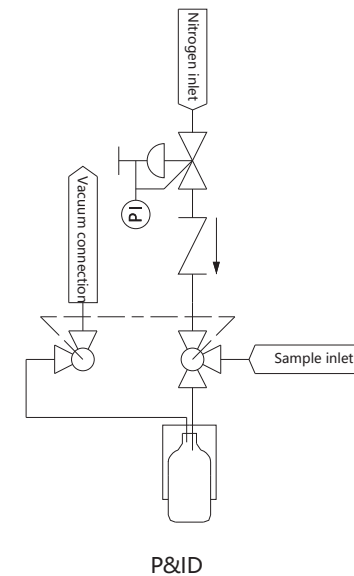 Nitrogen inlet
Vacuum connection
PI
Sample inlet
P&ID